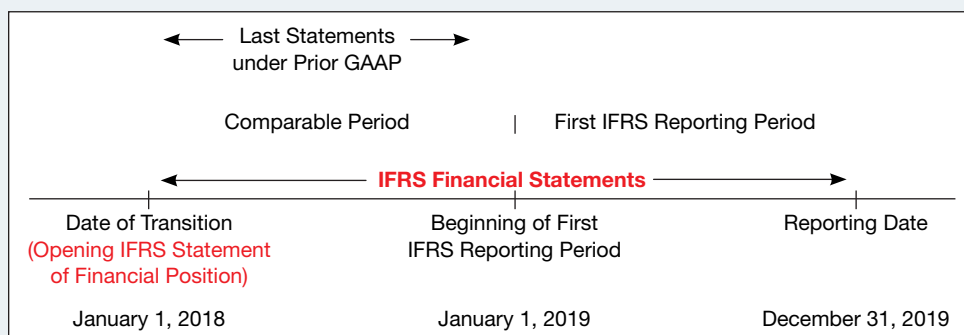 Last Statements
under Prior GAAP
Comparable Period | First IFRS Reporting Period
IFRS Financial Statements
Date of Transition
(Opening IFRS Statement
of Financial Position)
Beginning of First
IFRS Reporting Period
Reporting Date
January 1, 2018
January 1, 2019
December 31, 2019